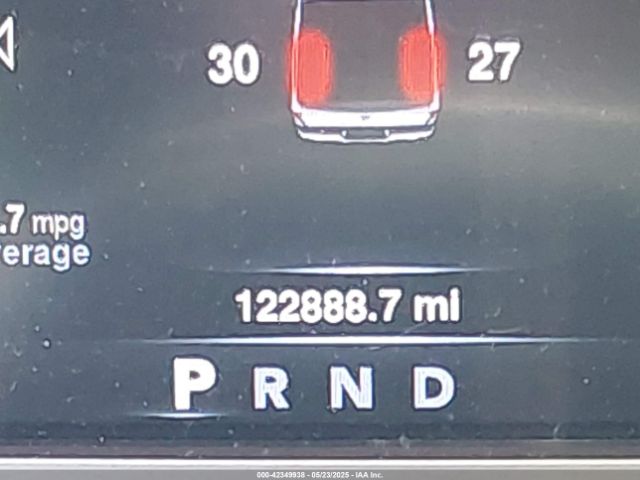 30 27
.7 mpg
erage
122888.7 mi
P R N D
000-42349938 - 05/23/2025 - IAA Inc.